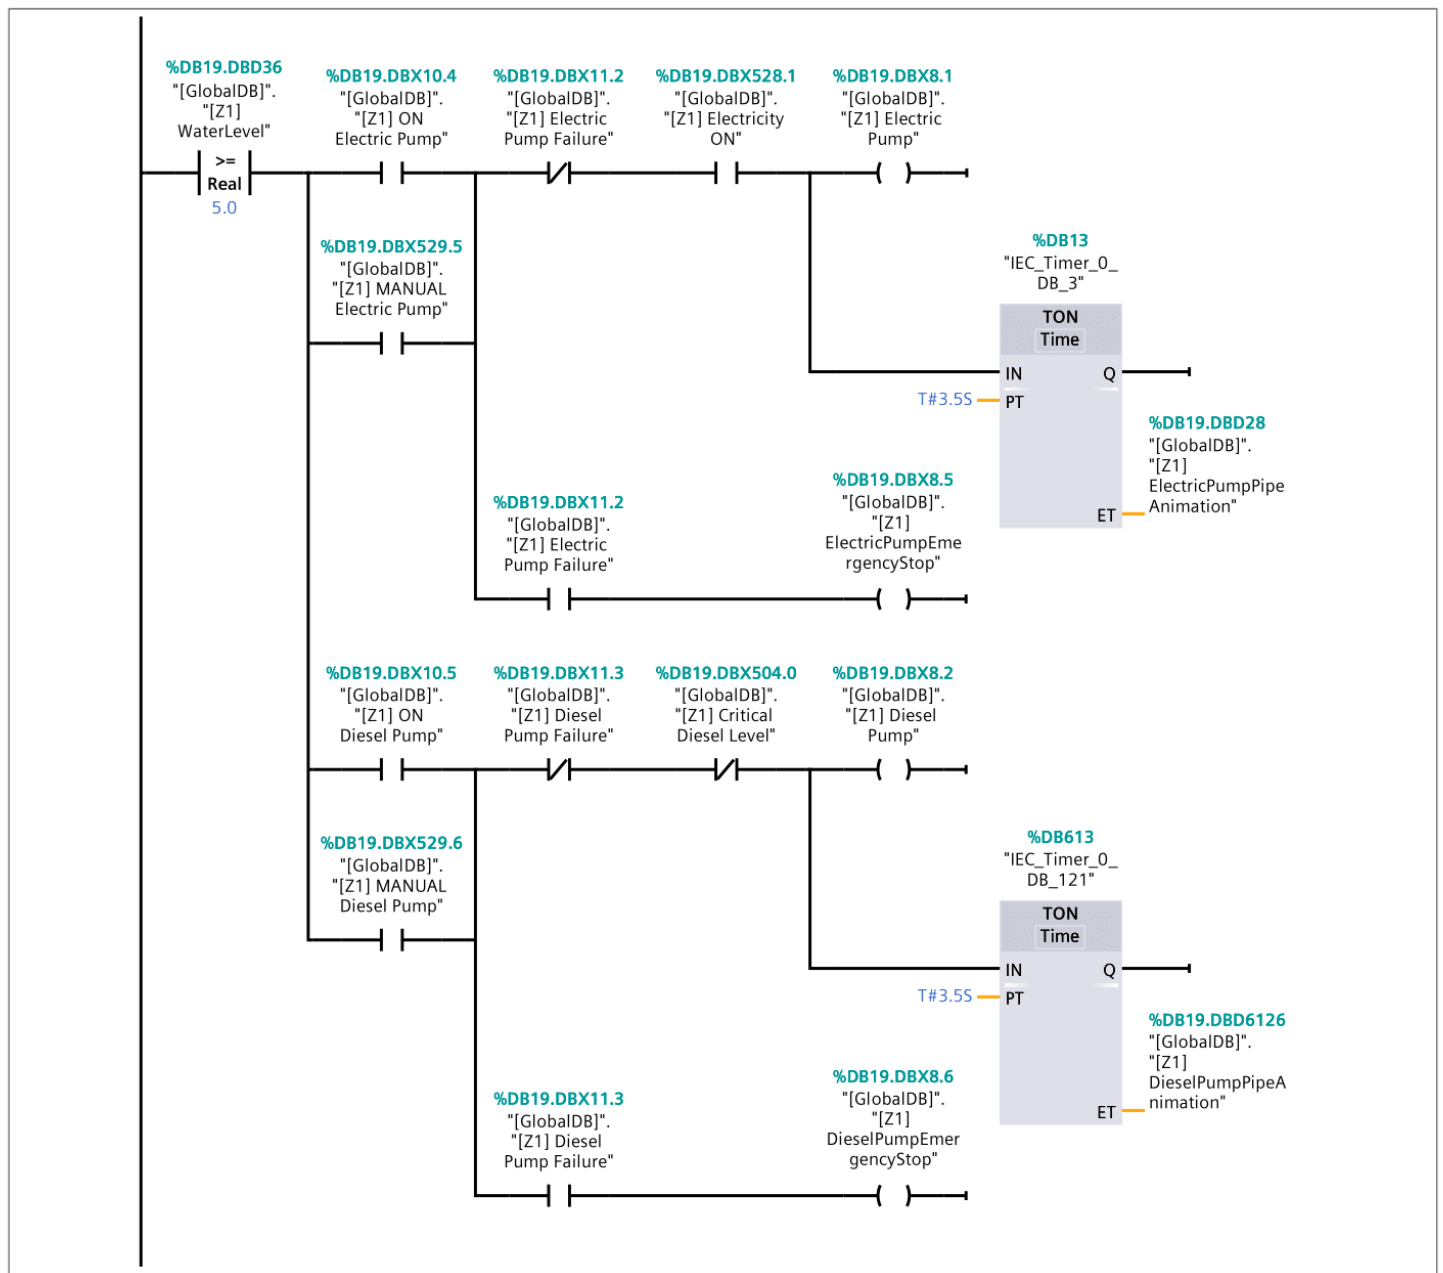 %DB19.DBD36
"[GlobalDB]".
"[Z1]
WaterLevel"
>=
Real
5.0
%DB19.DBX10.4
"[GlobalDB]".
"[Z1] ON
Electric Pump"
%DB19.DBX11.2
"[GlobalDB]".
"[Z1] Electric
Pump Failure"
%DB19.DBX528.1
"[GlobalDB]".
"[Z1] Electricity
ON"
%DB19.DBX8.1
"[GlobalDB]".
"[Z1] Electric
Pump"
%DB19.DBX529.5
"[GlobalDB]".
"[Z1] MANUAL
Electric Pump"
%DB13
"IEC_Timer_0_
DB_3"
TON
Time
IN
Q
T#3.5S
PT
%DB19.DBD28
"[GlobalDB]".
"[Z1]
ElectricPumpPipe
Animation"
ET
%DB19.DBX11.2
"[GlobalDB]".
"[Z1] Electric
Pump Failure"
%DB19.DBX8.5
"[GlobalDB]".
"[Z1]
ElectricPumpEme
rgencyStop"
%DB19.DBX10.5
"[GlobalDB]".
"[Z1] ON
Diesel Pump"
%DB19.DBX11.3
"[GlobalDB]".
"[Z1] Diesel
Pump Failure"
%DB19.DBX504.0
"[GlobalDB]".
"[Z1] Critical
Diesel Level"
%DB19.DBX8.2
"[GlobalDB]".
"[Z1] Diesel
Pump"
%DB19.DBX529.6
"[GlobalDB]".
"[Z1] MANUAL
Diesel Pump"
%DB613
"IEC_Timer_0_
DB_121"
TON
Time
IN
Q
T#3.5S
PT
%DB19.DBD6126
"[GlobalDB]".
"[Z1]
DieselPumpPipeA
nimation"
ET
%DB19.DBX11.3
"[GlobalDB]".
"[Z1] Diesel
Pump Failure"
%DB19.DBX8.6
"[GlobalDB]".
"[Z1]
DieselPumpEmer
gencyStop"